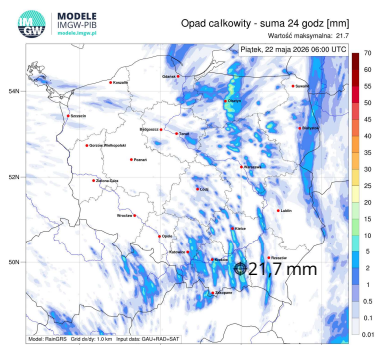 IM
GW
MODELE
IMGW-PIB
modele.imgw.pl
Opad całkowity - suma 24 godz [mm]
Wartość maksymalna: 21.7
Piątek, 22 maja 2026 06:00 UTC
70
60
55
50
45
40
35
30
25
20
15
10
5
2
1
0.5
0.1
0.01
54N
52N
50N
Gdańsk
Koszalin
Suwałki
Olsztyn
Szczecin
Białystok
Bydgoszcz
Toruń
Gorzów Wielkopolski
Poznań
Warszawa
Zielona Góra
Łódź
Wrocław
Lublin
Kielce
Opole
Katowice
Kraków
Rzeszów
Zakopane
21,7 mm
Model: RainGRS Grid dx/dy: 1.0 km Input data: GAU+RAD+SAT